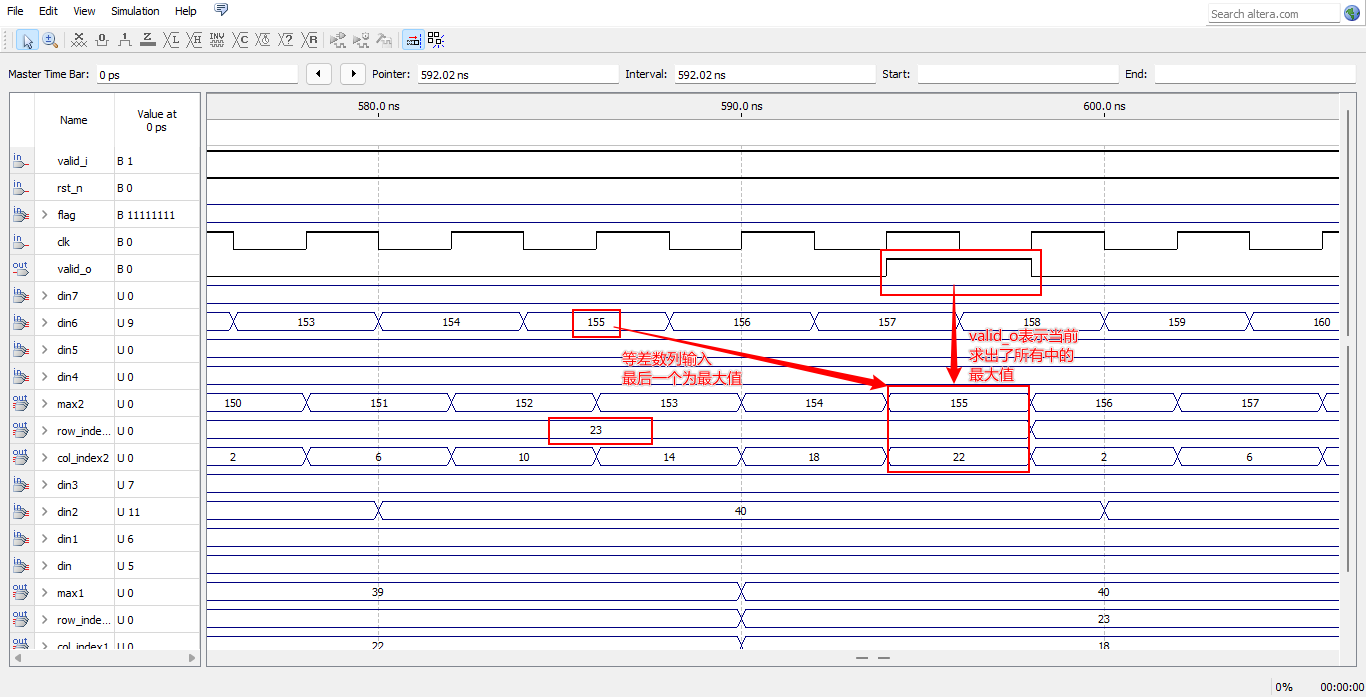 File Edit View Simulation Help
Search altera.com
Master Time Bar: 0 ps Pointer: 592.02 ns Interval: 592.02 ns Start: End:
Name Value at 0 ps 580.0 ns 590.0 ns 600.0 ns
valid_i B 1
rst_n B 0
flag B 11111111
clk B 0
valid_o B 0
din7 U 0
din6 U 9 153 154 155 156 157 158 159 160
din5 U 0
din4 U 0
等差数列输入
最后一个为最大值
valid_o表示当前
求出了所有中的
最大值
max2 U 0 150 151 152 153 154 155 156 157
row_inde... U 0 23
col_index2 U 0 2 6 10 14 18 22 2 6
din3 U 7
din2 U 11 40
din1 U 6
din U 5
max1 U 0 39 40
row_inde... U 0 23
col_index1 U 0 22 18
0% 00:00:00